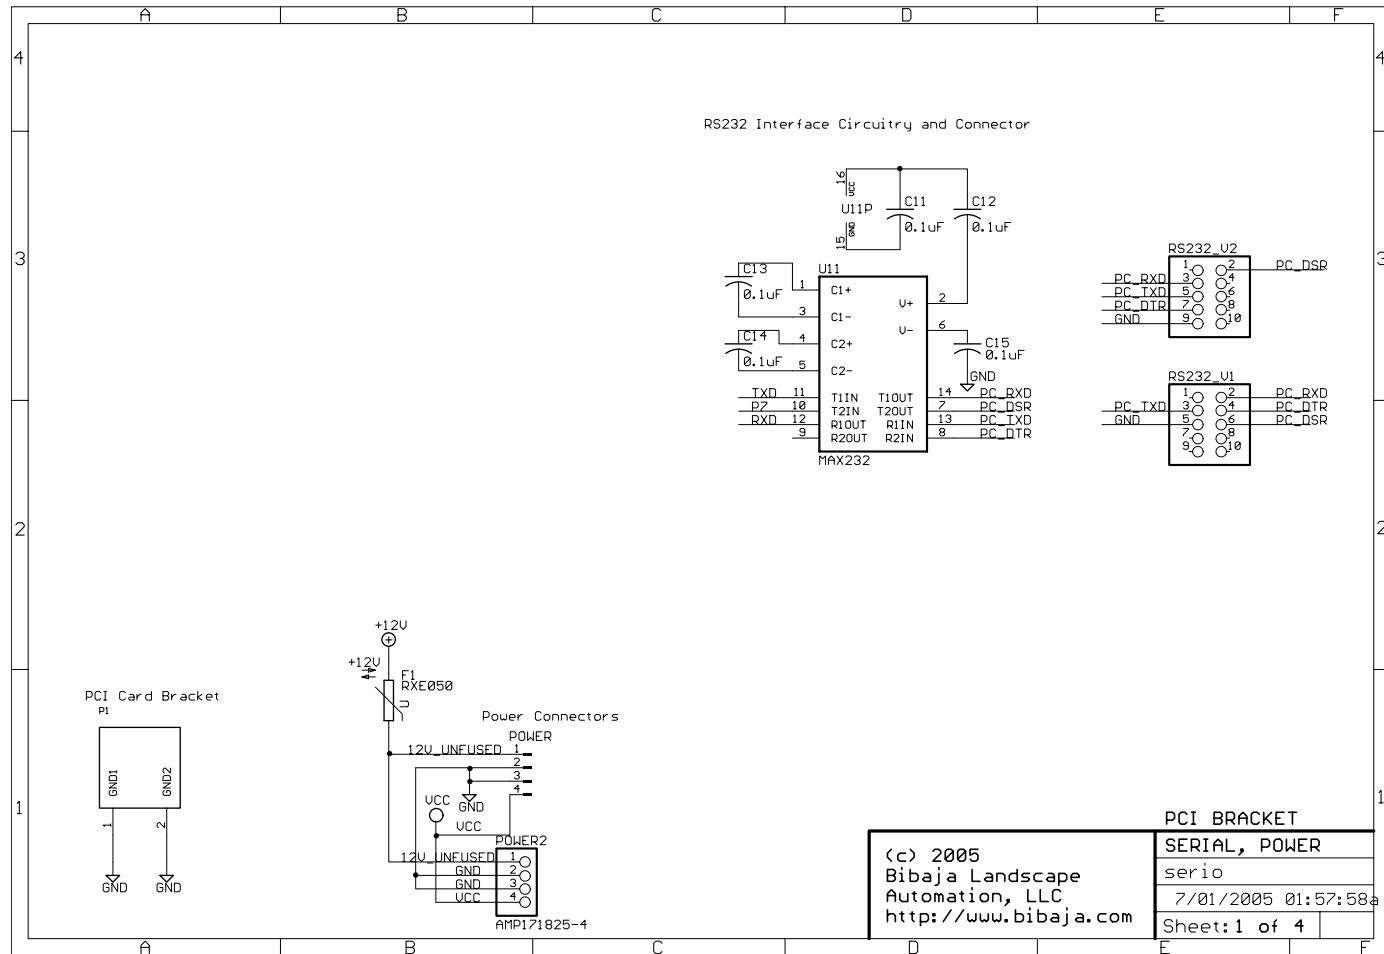 A B C D E F
4 4
RS232 Interface Circuitry and Connector
16 VCC
U11P
15 GND
C11
0.1uF
C12
0.1uF
3 3
C13
0.1uF
C14
0.1uF
U11
1 C1+
3 C1-
4 C2+
5 C2-
V+ 2
V- 6
C15
0.1uF
GND
TXD 11 T1IN T1OUT 14 PC_RXD
P7 10 T2IN T2OUT 7 PC_DSR
RXD 12 R1OUT R1IN 13 PC_TXD
9 R2OUT R2IN 8 PC_DTR
MAX232
RS232_V2
1 2 PC_DSR
PC_RXD 3 4
PC_TXD 5 6
PC_DTR 7 8
GND 9 10
RS232_V1
1 2 PC_RXD
PC_TXD 3 4 PC_DTR
GND 5 6 PC_DSR
7 8
9 10
2 2
+12V
+12V
F1
RXE050
U
PCI Card Bracket
P1
GND1 GND2
1 2
GND GND
Power Connectors
POWER
12V_UNFUSED 1
2
3
4
GND
VCC
VCC
POWER2
12V_UNFUSED 1
GND 2
GND 3
VCC 4
AMP171825-4
1 1
PCI BRACKET
SERIAL, POWER
serio
7/01/2005 01:57:58a
Sheet: 1 of 4
(c) 2005
Bibaja Landscape
Automation, LLC
http://www.bibaja.com
A B C D E F